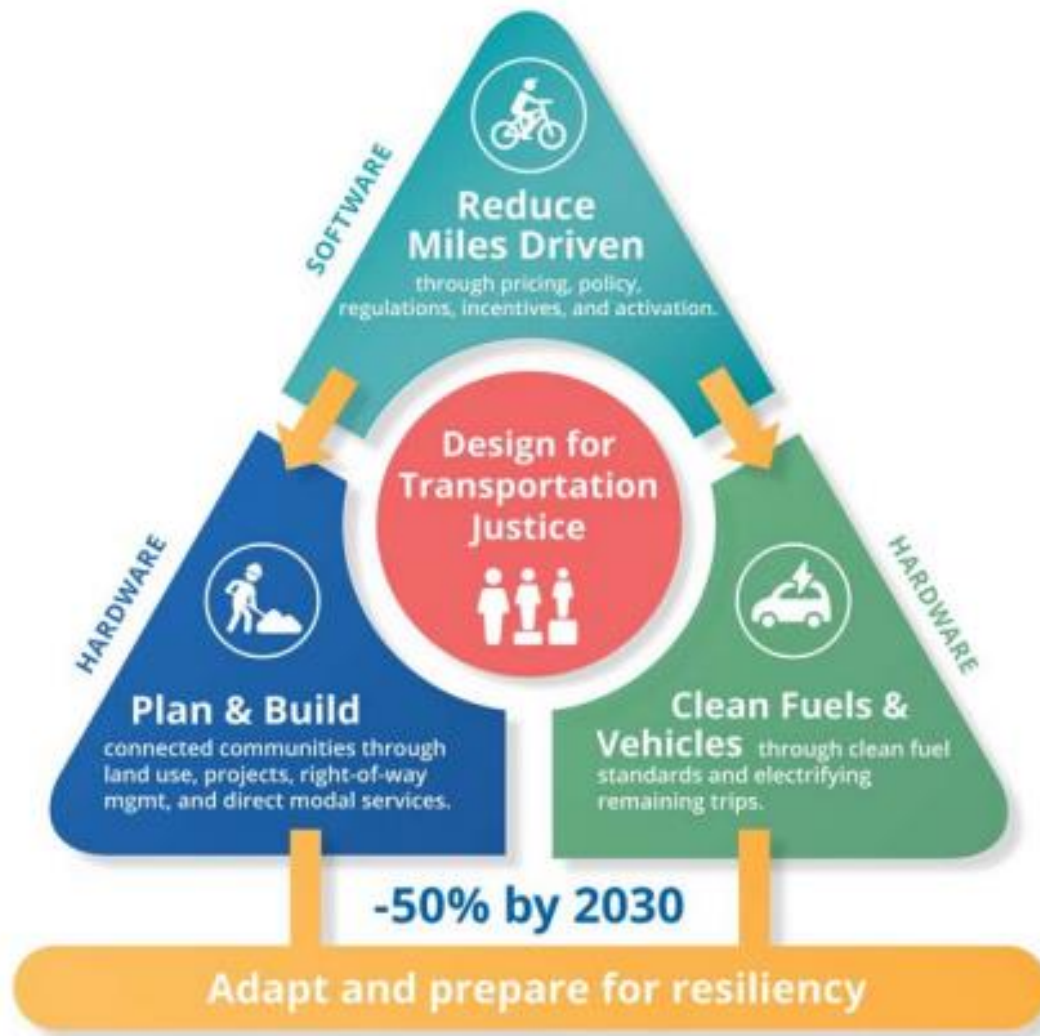 SOFTWARE
Reduce
Miles Driven
through pricing, policy,
regulations, incentives, and activation.
Design for
Transportation
Justice
HARDWARE
Plan & Build
connected communities through
land use, projects, right-of-way
mgmt, and direct modal services.
HARDWARE
Clean Fuels &
Vehicles through clean fuel
standards and electrifying
remaining trips.
-50% by 2030
Adapt and prepare for resiliency